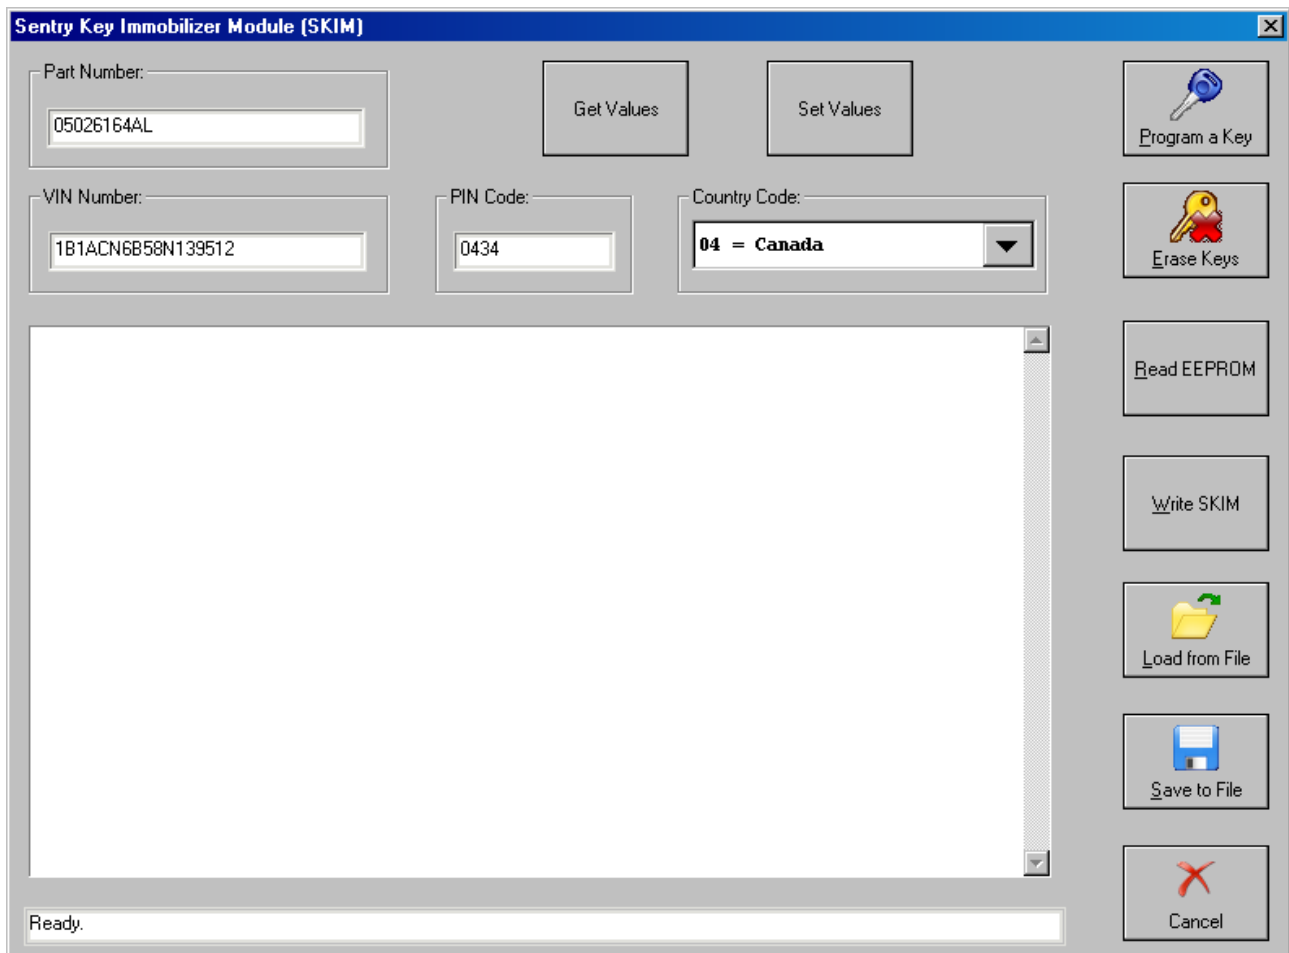 Sentry Key Immobilizer Module (SKIM)
Part Number:
05026164AL
Get Values
Set Values
Program a Key
VIN Number:
1B1ACN6B58N139512
PIN Code:
0434
Country Code:
04 = Canada
Erase Keys
Read EEPROM
Write SKIM
Load from File
Save to File
Ready.
Cancel